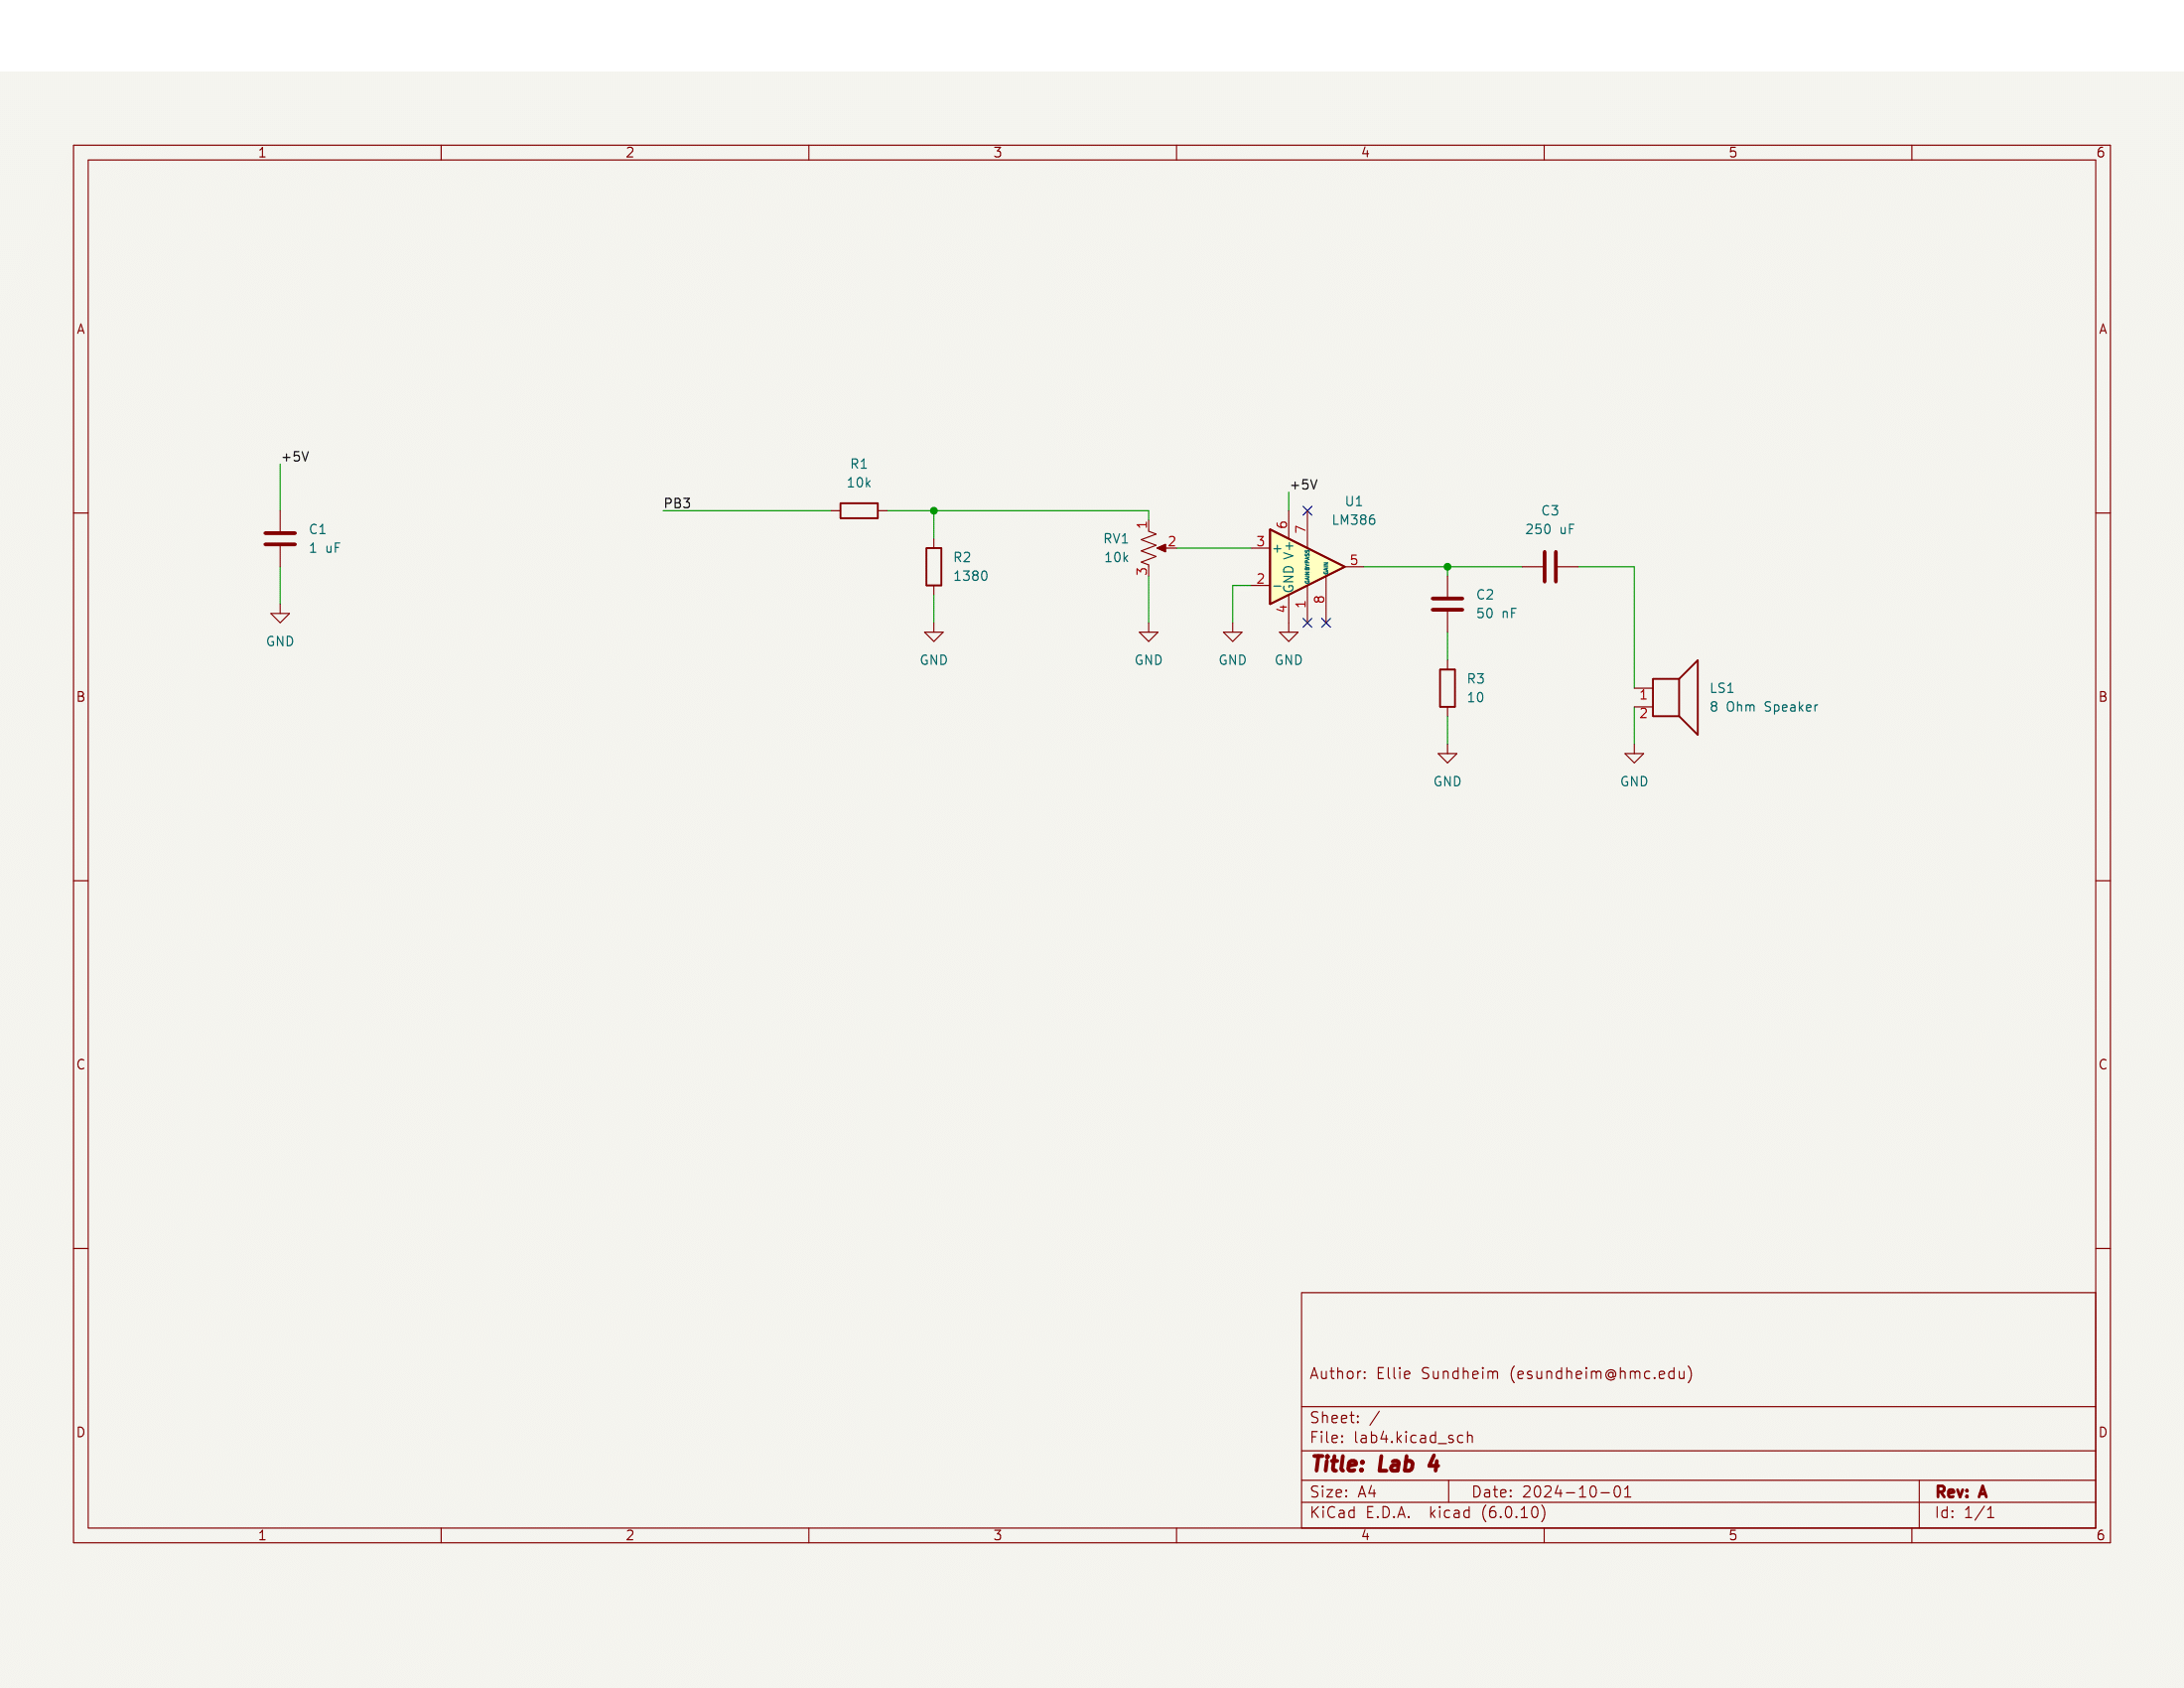 1 2 3 4 5 6
A A
+5V
C1
1 uF
GND
PB3
R1
10k
R2
1380
GND
RV1
10k
1
2
3
GND
+5V
U1
LM386
6
7
3
+
2
−
GND V+
GAIN BYPASS
GAIN
5
4
1
8
GND
GND
C3
250 uF
C2
50 nF
R3
10
GND
1
2
LS1
8 Ohm Speaker
GND
B B
C C
D D
Author: Ellie Sundheim (esundheim@hmc.edu)
Sheet: /
File: lab4.kicad_sch
Title: Lab 4
Size: A4 Date: 2024-10-01 Rev: A
KiCad E.D.A. kicad (6.0.10) Id: 1/1
1 2 3 4 5 6